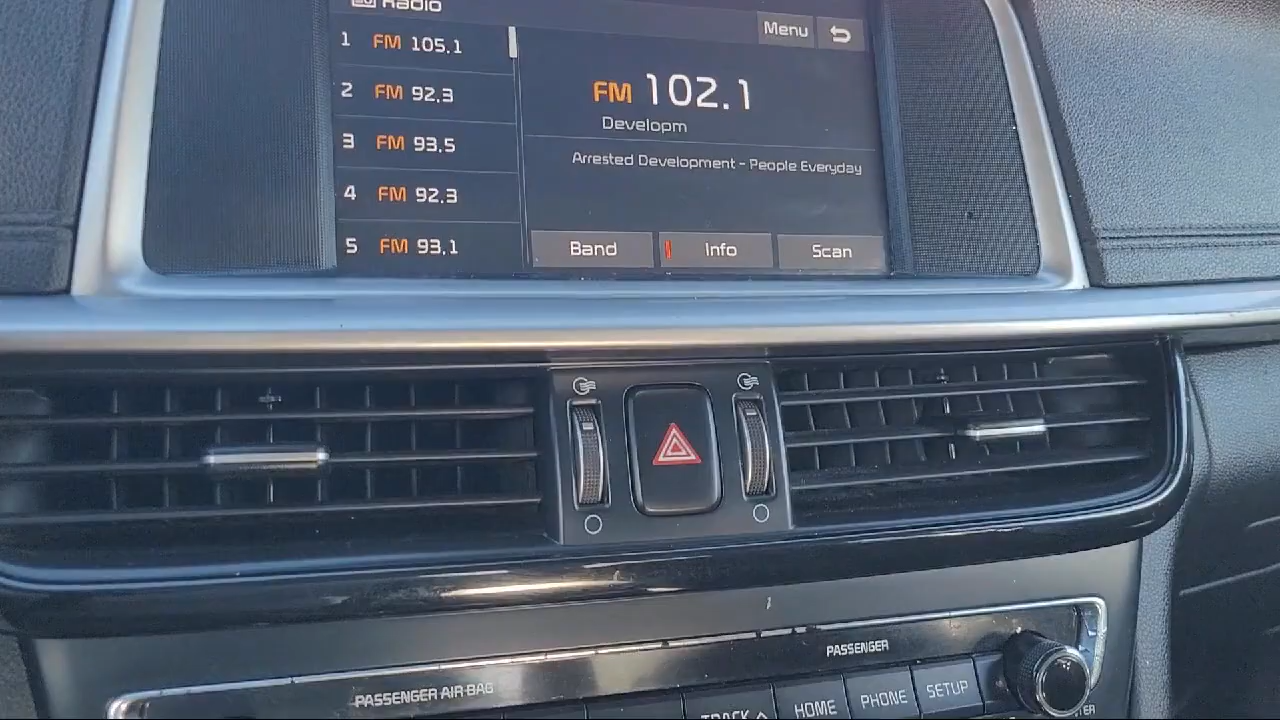 Radio
Menu
1 FM 105.1
2 FM 92.3
3 FM 93.5
4 FM 92.3
5 FM 93.1
FM 102.1
Developm
Arrested Development - People Everyday
Band Info Scan
PASSENGER AIR BAG
PASSENGER
TRACK HOME PHONE SETUP